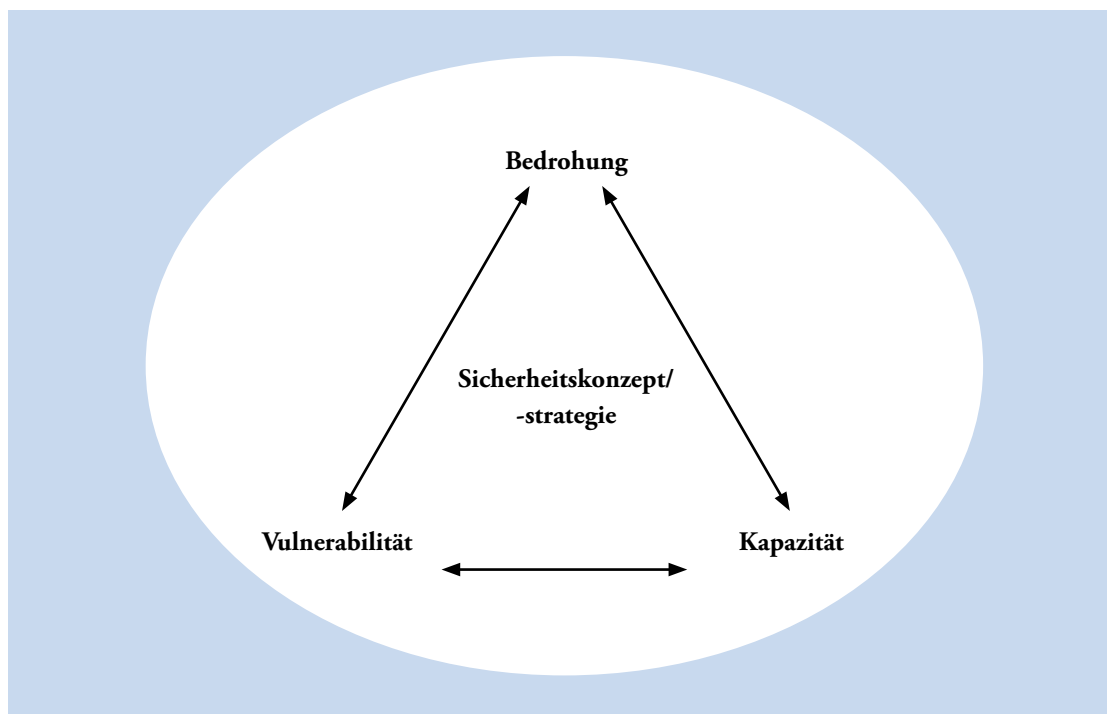 Bedrohung
Sicherheitskonzept/
-strategie
Vulnerabilität
Kapazität